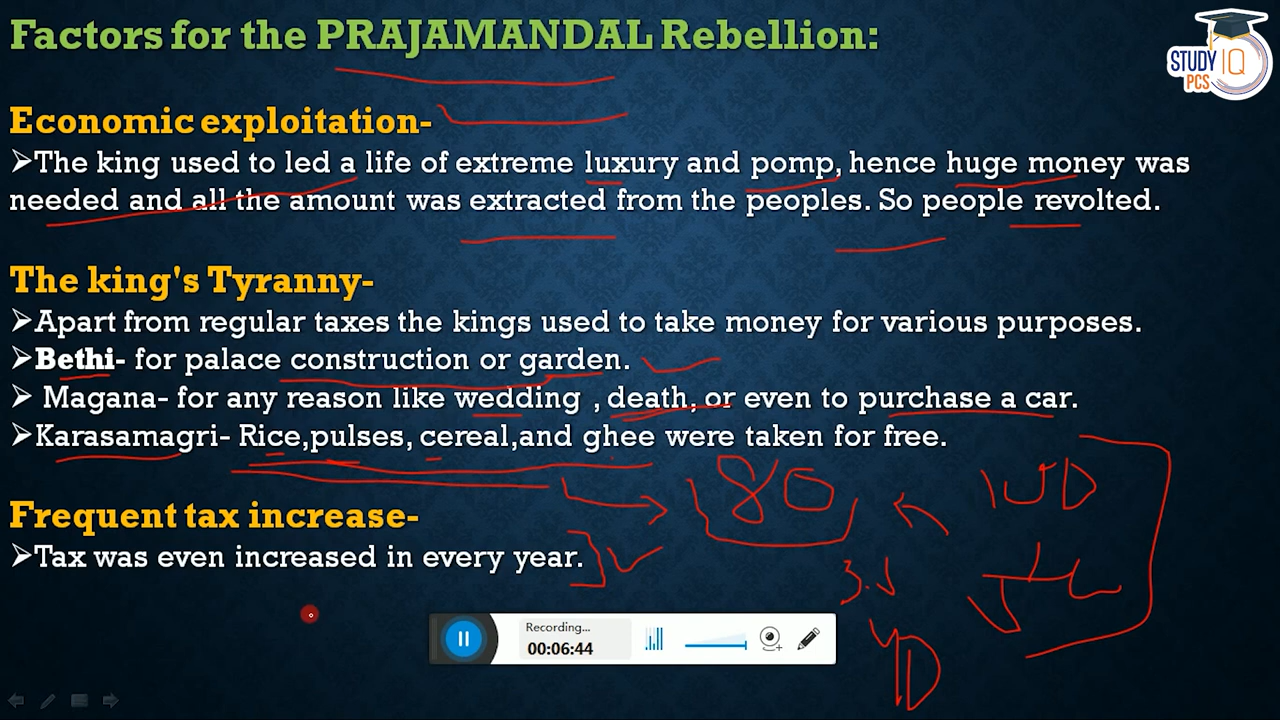 Factors for the PRAJAMANDAL Rebellion:
STUDY IQ
PCS
Economic exploitation-
➤The king used to led a life of extreme luxury and pomp, hence huge money was
needed and all the amount was extracted from the peoples. So people revolted.
The king's Tyranny-
➤Apart from regular taxes the kings used to take money for various purposes.
➤Bethi- for palace construction or garden.
➤ Magana- for any reason like wedding , death, or even to purchase a car.
➤Karasamagri- Rice,pulses, cereal,and ghee were taken for free.
80
Frequent tax increase-
➤Tax was even increased in every year.
Recording...
00:06:44